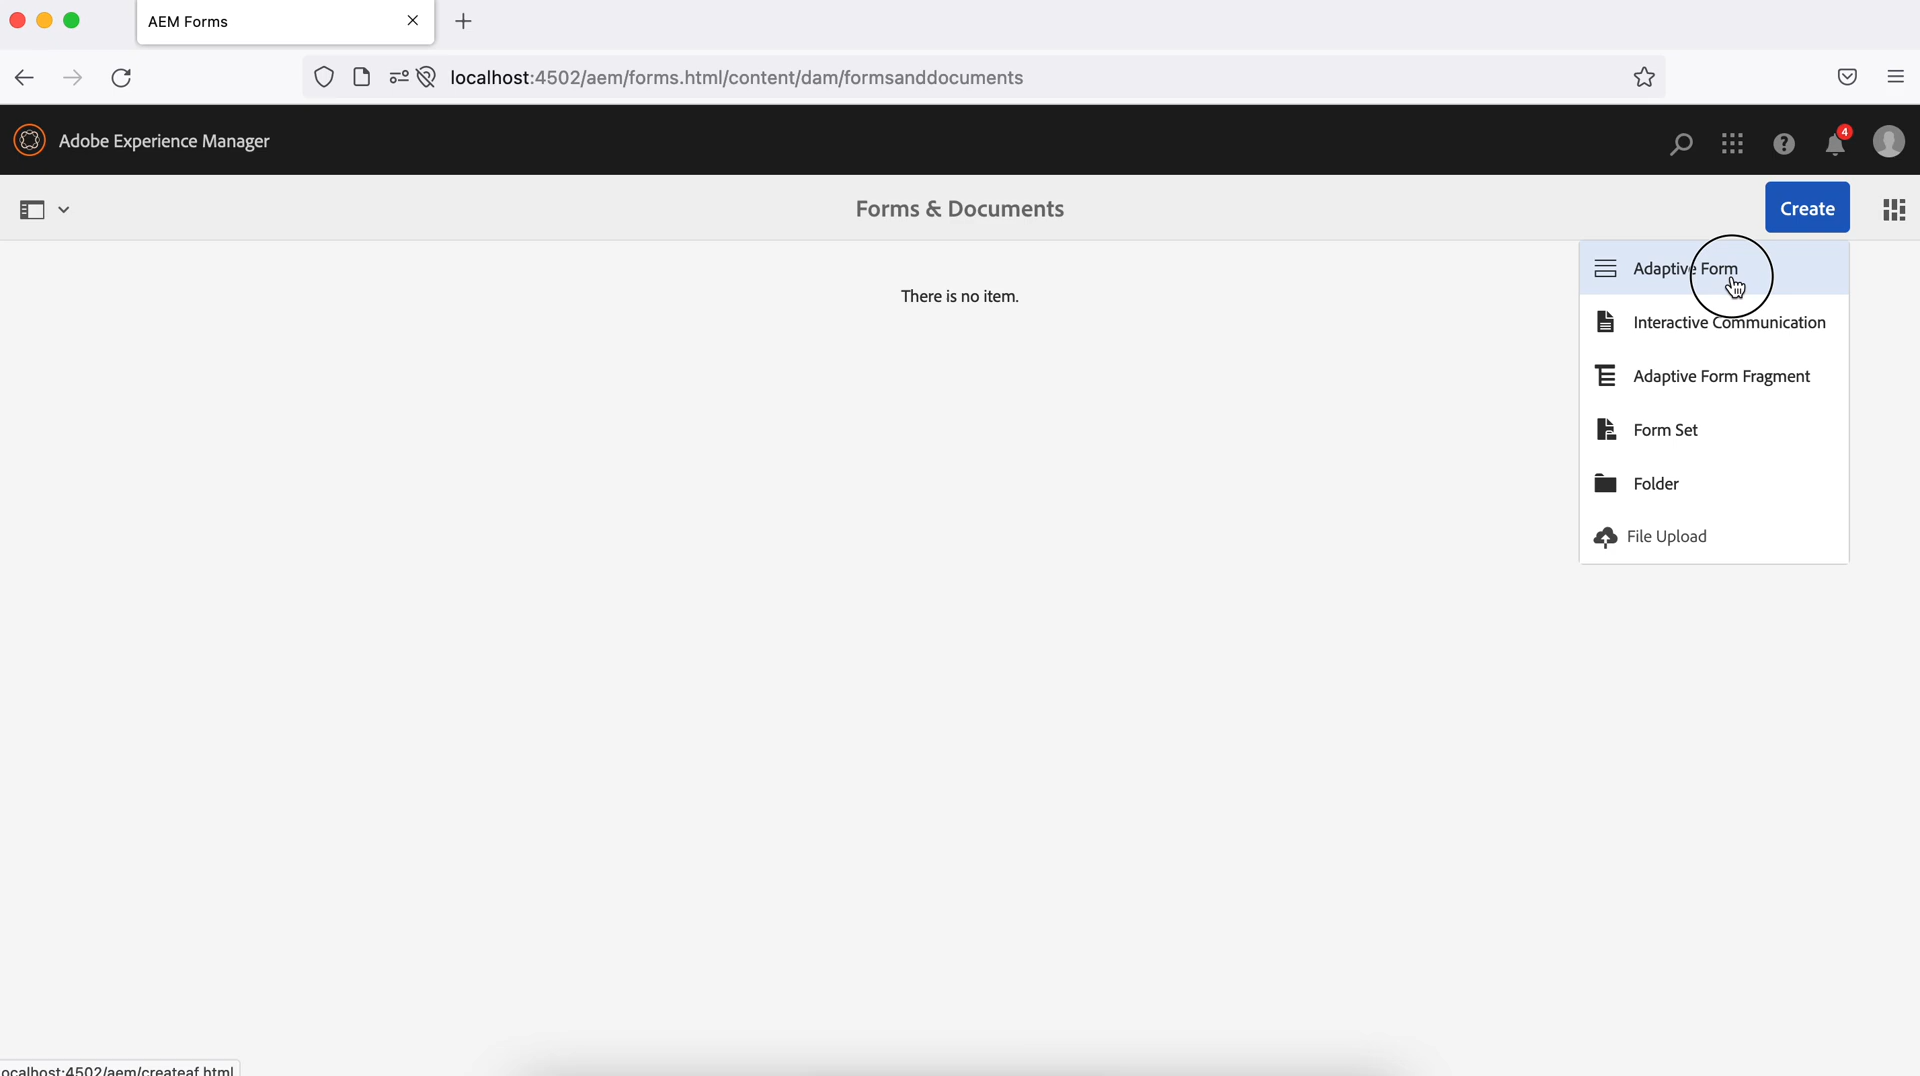 AEM Forms
localhost:4502/aem/forms.html/content/dam/formsanddocuments
Adobe Experience Manager
4
Forms & Documents
Create
There is no item.
Adaptive Form
Interactive Communication
Adaptive Form Fragment
Form Set
Folder
File Upload
ocalhost:4502/aem/createaf.html